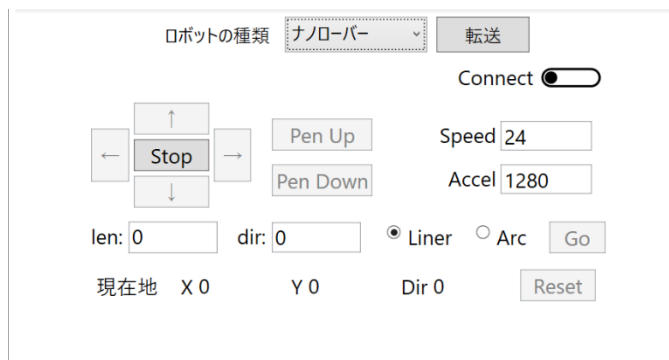 ロボットの種類 ナノローバー 転送
Connect
↑
← Stop →
↓
Pen Up
Pen Down
Speed 24
Accel 1280
len: 0 dir: 0 Liner Arc Go
現在地 X 0 Y 0 Dir 0 Reset